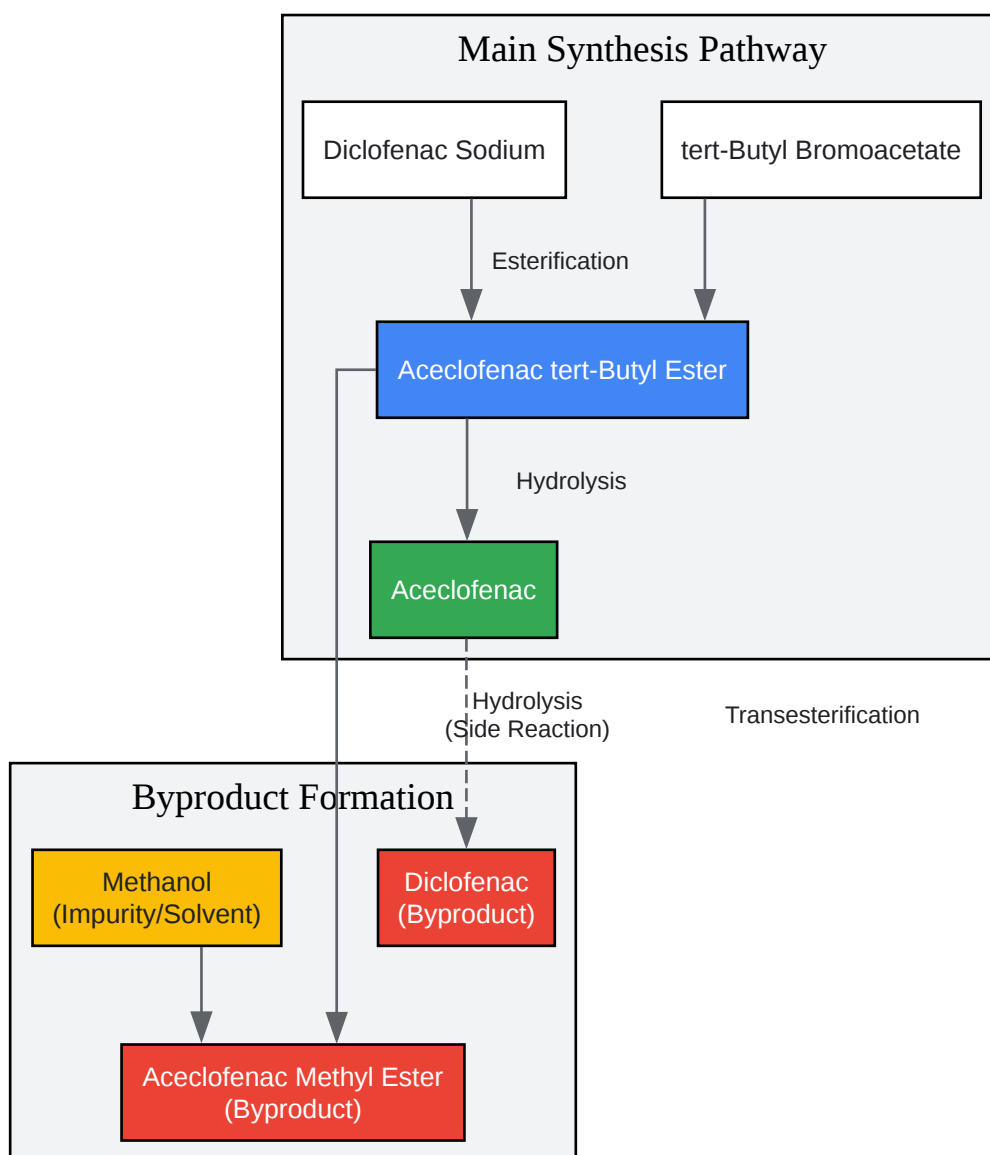 Main Synthesis Pathway
Diclofenac Sodium
tert-Butyl Bromoacetate
Esterification
Aceclofenac tert-Butyl Ester
Hydrolysis
Aceclofenac
Hydrolysis
(Side Reaction)
Transesterification
Byproduct Formation
Methanol
(Impurity/Solvent)
Diclofenac
(Byproduct)
Aceclofenac Methyl Ester
(Byproduct)